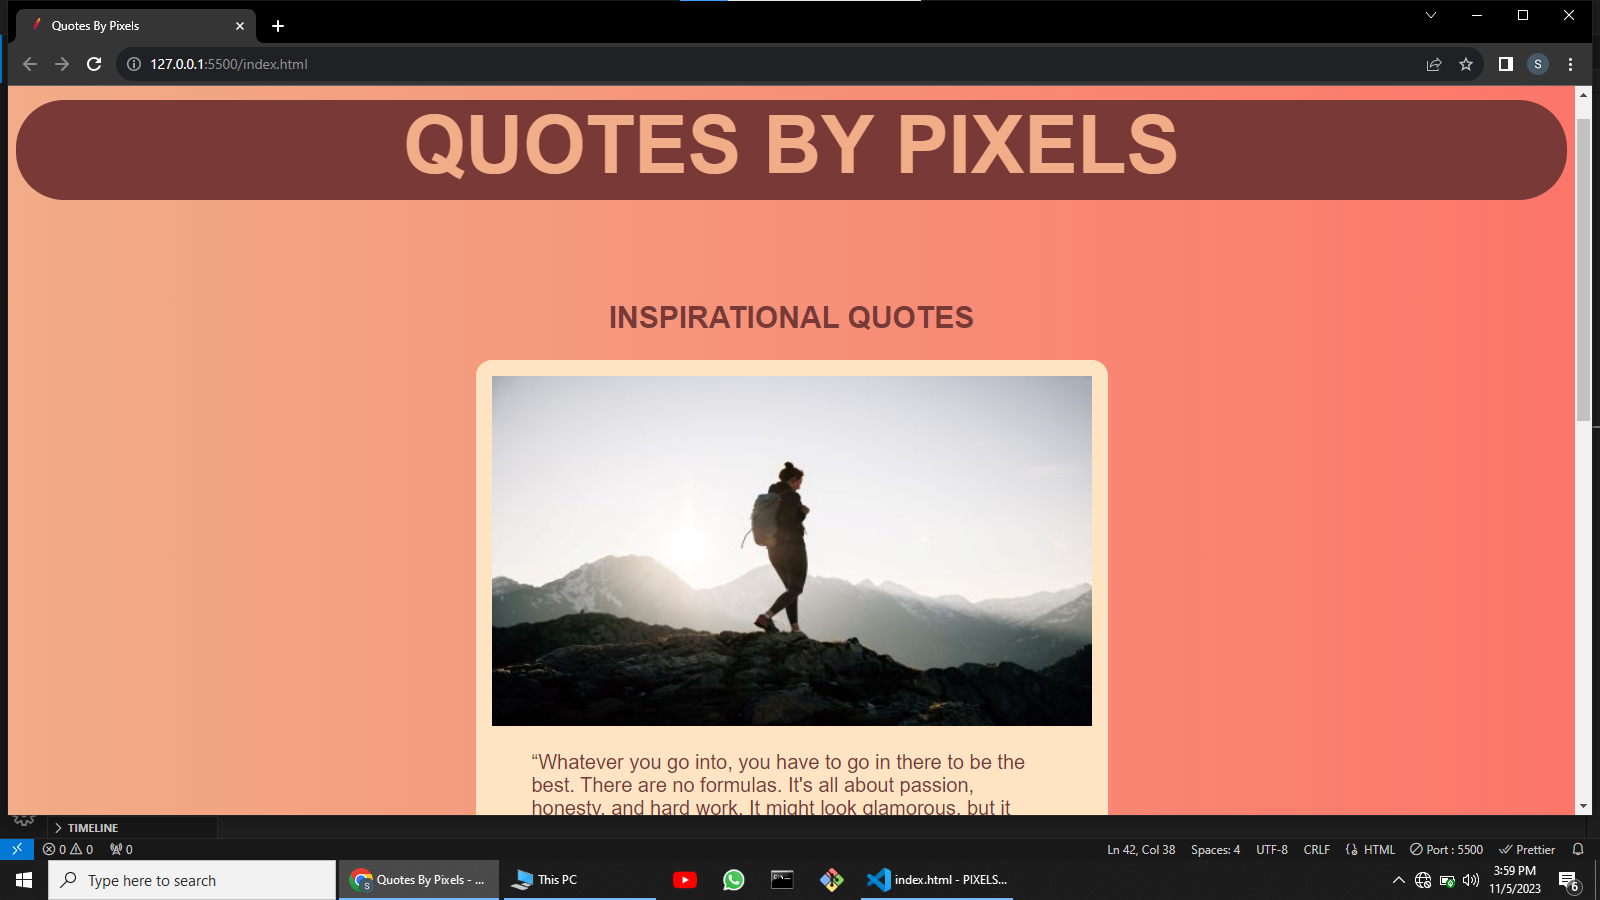 Quotes By Pixels
127.0.0.1:5500/index.html
S
QUOTES BY PIXELS
INSPIRATIONAL QUOTES
“Whatever you go into, you have to go in there to be the
best. There are no formulas. It's all about passion,
honesty, and hard work. It might look glamorous, but it
TIMELINE
0 0 0 Ln 42, Col 38 Spaces: 4 UTF-8 CRLF HTML Port : 5500 Prettier
Type here to search
Quotes By Pixels - ...
This PC
index.html - PIXELS...
3:59 PM
11/5/2023
6